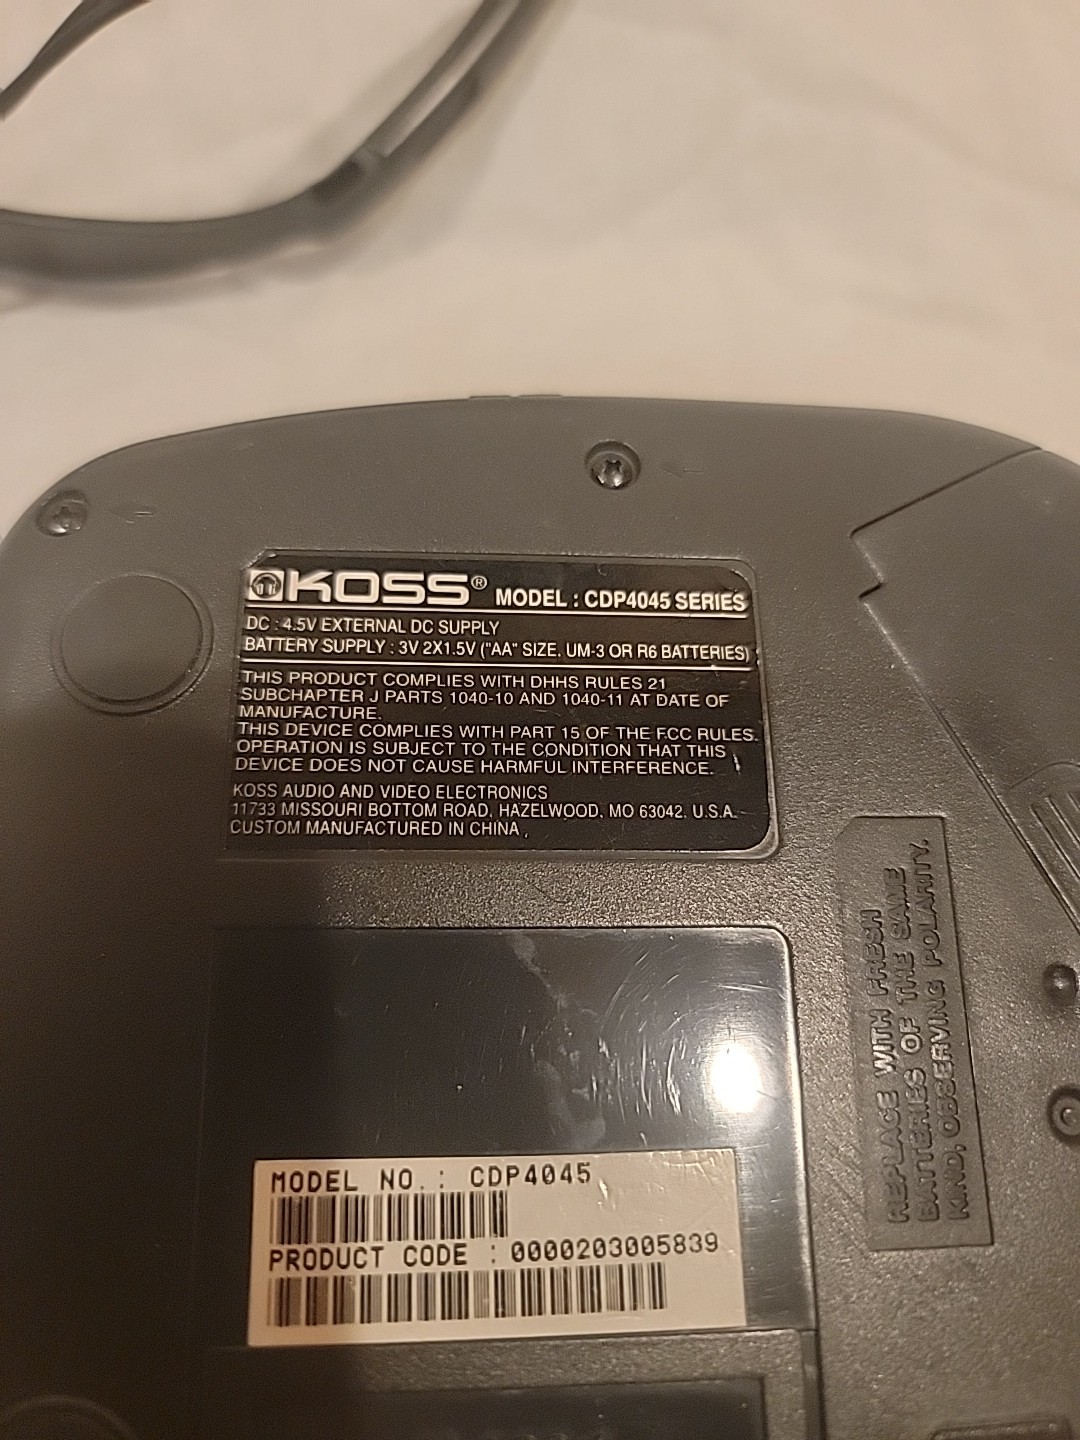 KOSS® MODEL : CDP4045 SERIES
DC : 4.5V EXTERNAL DC SUPPLY
BATTERY SUPPLY : 3V 2X1.5V ("AA" SIZE. UM-3 OR R6 BATTERIES)
THIS PRODUCT COMPLIES WITH DHHS RULES 21
SUBCHAPTER J PARTS 1040-10 AND 1040-11 AT DATE OF
MANUFACTURE.
THIS DEVICE COMPLIES WITH PART 15 OF THE FCC RULES.
OPERATION IS SUBJECT TO THE CONDITION THAT THIS
DEVICE DOES NOT CAUSE HARMFUL INTERFERENCE.
KOSS AUDIO AND VIDEO ELECTRONICS
11733 MISSOURI BOTTOM ROAD, HAZELWOOD, MO 63042. U.S.A.
CUSTOM MANUFACTURED IN CHINA .
REPLACE WITH FRESH
BATTERIES OF THE SAME
KIND, OBSERVING POLARITY.
MODEL NO. : CDP4045
PRODUCT CODE : 0000203005839